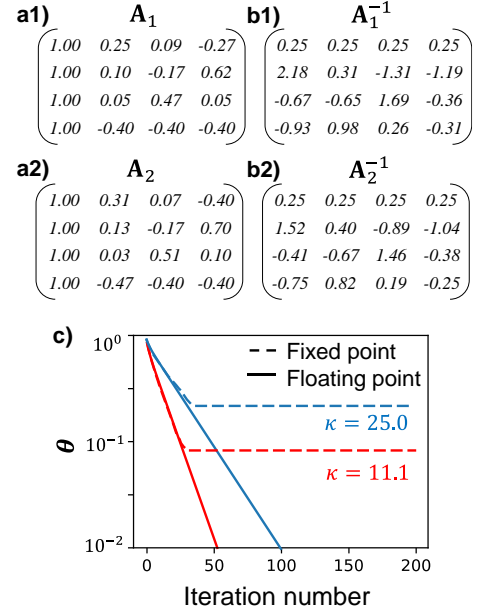 a1) A₁ b1) A₁⁻¹
1.00 0.25 0.09 -0.27 0.25 0.25 0.25 0.25
1.00 0.10 -0.17 0.62 2.18 0.31 -1.31 -1.19
1.00 0.05 0.47 0.05 -0.67 -0.65 1.69 -0.36
1.00 -0.40 -0.40 -0.40 -0.93 0.98 0.26 -0.31
a2) A₂ b2) A₂⁻¹
1.00 0.31 0.07 -0.40 0.25 0.25 0.25 0.25
1.00 0.13 -0.17 0.70 1.52 0.40 -0.89 -1.04
1.00 0.03 0.51 0.10 -0.41 -0.67 1.46 -0.38
1.00 -0.47 -0.40 -0.40 -0.75 0.82 0.19 -0.25
c)
10⁰
Fixed point
Floating point
κ = 25.0
θ
10⁻¹
κ = 11.1
10⁻²
0 50 100 150 200
Iteration number